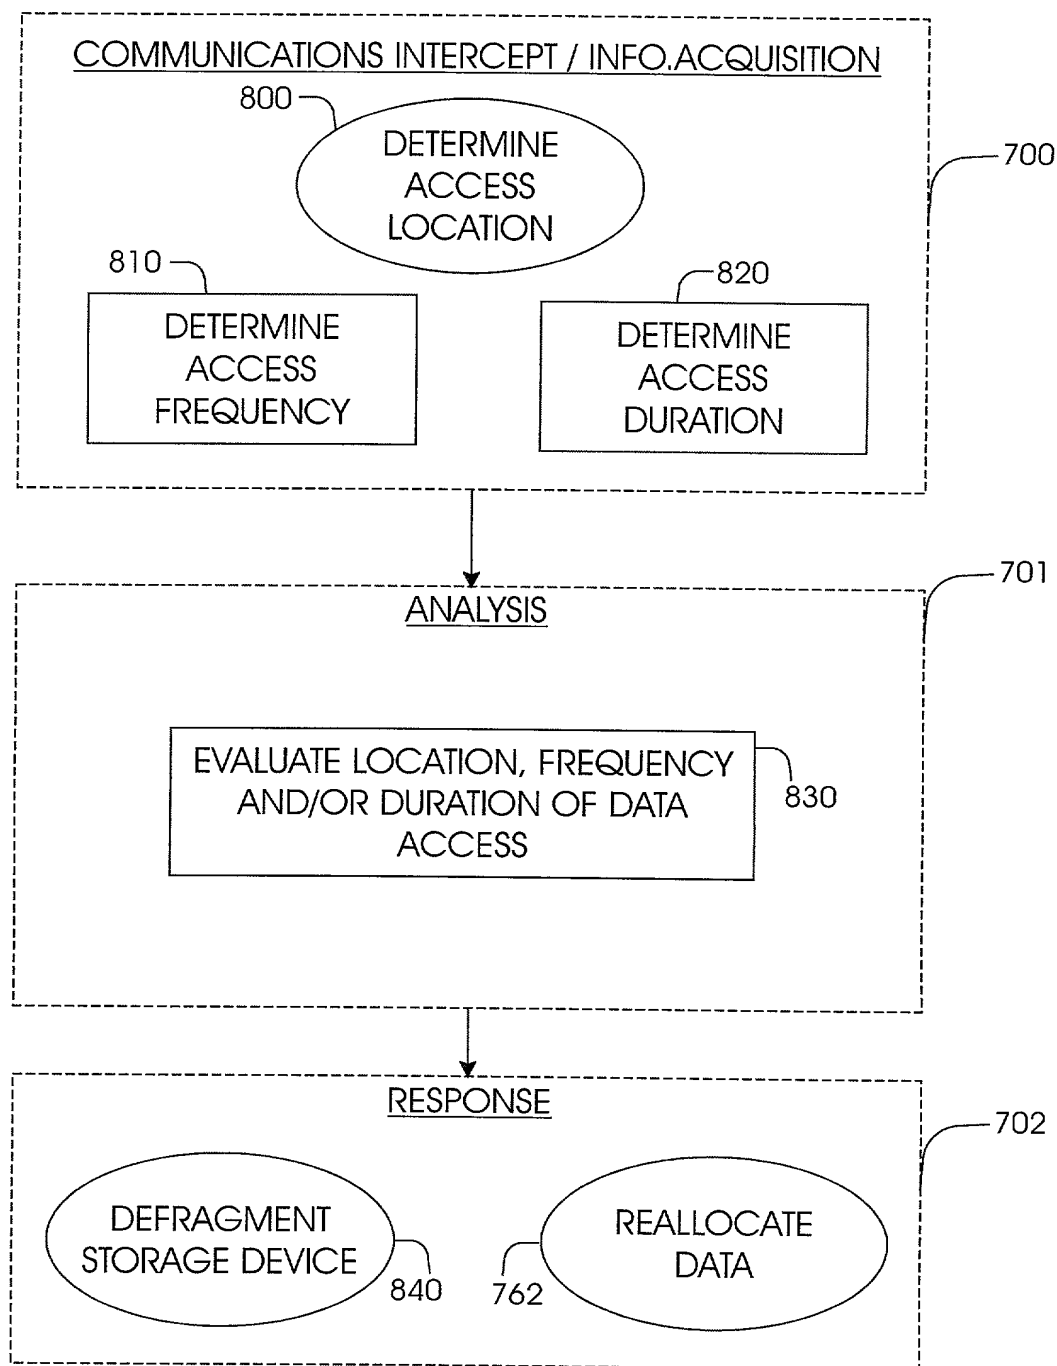 COMMUNICATIONS INTERCEPT / INFO.ACQUISITION
800
DETERMINE
ACCESS
LOCATION
700
810
DETERMINE
ACCESS
FREQUENCY
820
DETERMINE
ACCESS
DURATION
701
ANALYSIS
EVALUATE LOCATION, FREQUENCY
AND/OR DURATION OF DATA
ACCESS
830
RESPONSE
702
DEFRAGMENT
STORAGE DEVICE
840
762
REALLOCATE
DATA